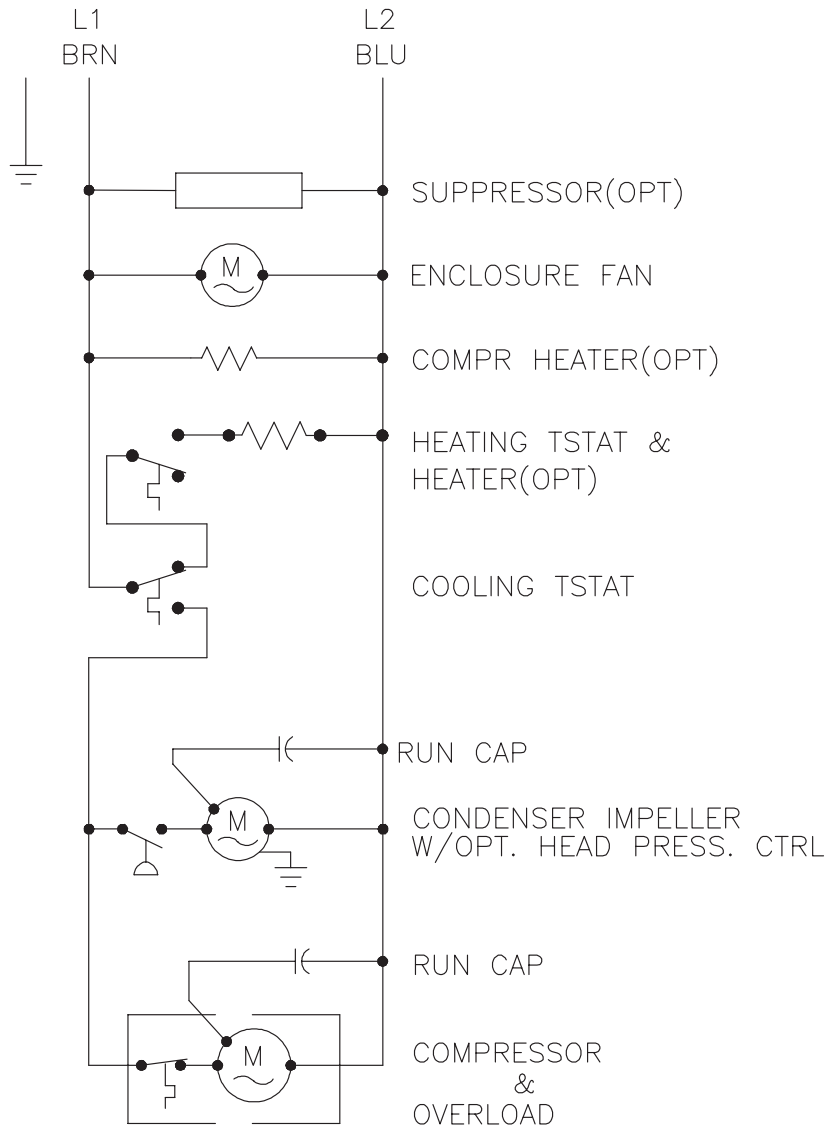 L1
BRN
L2
BLU
SUPPRESSOR(OPT)
M
ENCLOSURE FAN
COMPR HEATER(OPT)
HEATING TSTAT &
HEATER(OPT)
COOLING TSTAT
RUN CAP
M
CONDENSER IMPELLER
W/OPT. HEAD PRESS. CTRL
RUN CAP
M
COMPRESSOR
&
OVERLOAD